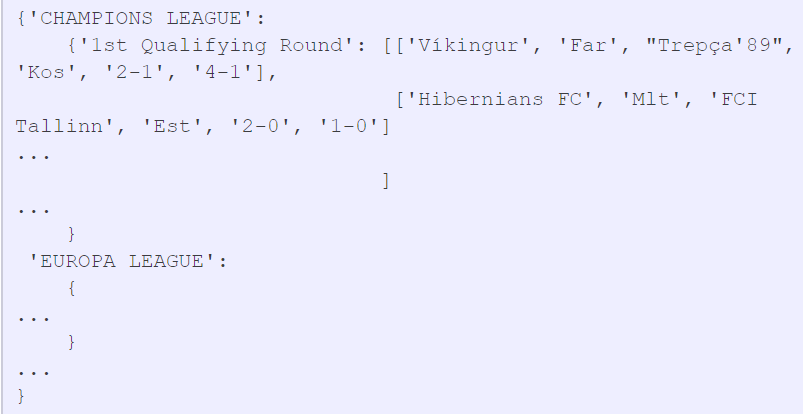 {'CHAMPIONS LEAGUE':
    {'1st Qualifying Round': [['Víkingur', 'Far', "Trepça'89",
'Kos', '2-1', '4-1'],
                              ['Hibernians FC', 'Mlt', 'FCI
Tallinn', 'Est', '2-0', '1-0']
...
                             ]
...
    }
 'EUROPA LEAGUE':
    {
...
    }
...
}